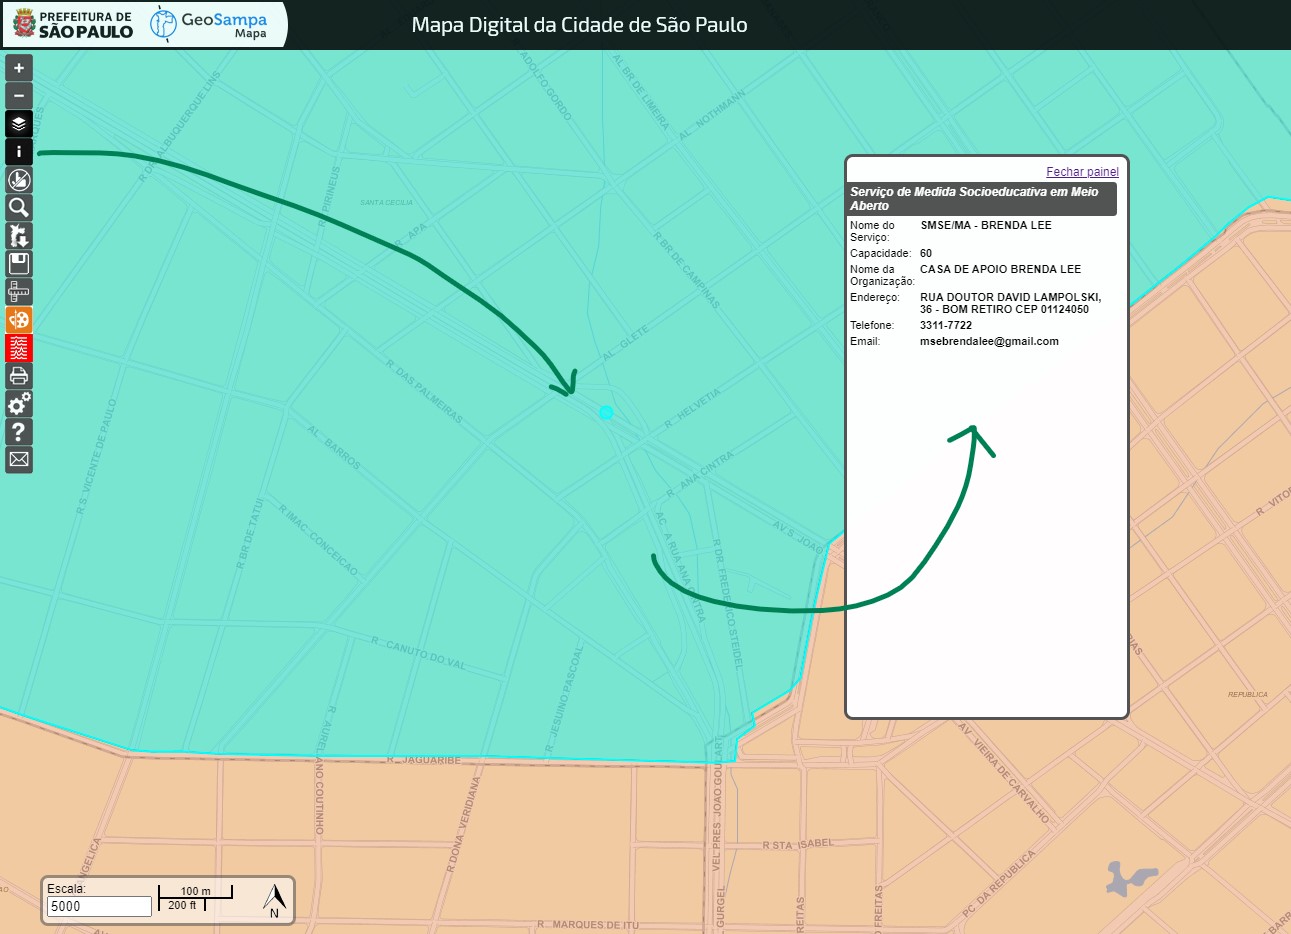 PREFEITURA DE
SÃO PAULO
GeoSampa
Mapa
Mapa Digital da Cidade de São Paulo
ADOLFO GORDO
AL BR DE LIMEIRA
AL. NOTHMANN
R DR ALBUQUERQUE LINS
R. PIRINEUS
SANTA CECILIA
R. APA
R BR DE CAMPINAS
Fechar painel
Serviço de Medida Socioeducativa em Meio
Aberto
Nome do
Serviço:
SMSE/MA - BRENDA LEE
Capacidade:
60
Nome da
Organização:
CASA DE APOIO BRENDA LEE
Endereço:
RUA DOUTOR DAVID LAMPOLSKI,
36 - BOM RETIRO CEP 01124050
Telefone:
3311-7722
Email:
msebrendalee@gmail.com
AL. GLETE
R. DAS PALMEIRAS
R. HELVETIA
AL. BARROS
R. ANA CINTRA
R S. VICENTE DE PAULO
R BR DE TATUI
R IMAC. CONCEICAO
AC. A RUA ANA CINTRA
R DR. FREDERICO STEIDEL
AV S. JOAO
R. VITO
R. CANUTO DO VAL
R. JESUINO PASCOAL
R. AURELIANO COUTINHO
R. JAGUARIBE
REPUBLICA
AV. VIEIRA DE CARVALHO
VEL PRES JOAO GOULART
R DONA VERIDIANA
ANGELICA
R STA. ISABEL
PC. DA REPUBLICA
R. MARQUES DE ITU
GURGEL
FREITAS
O FREITAS
BARR
Escala:
5000
100 m
200 ft
N